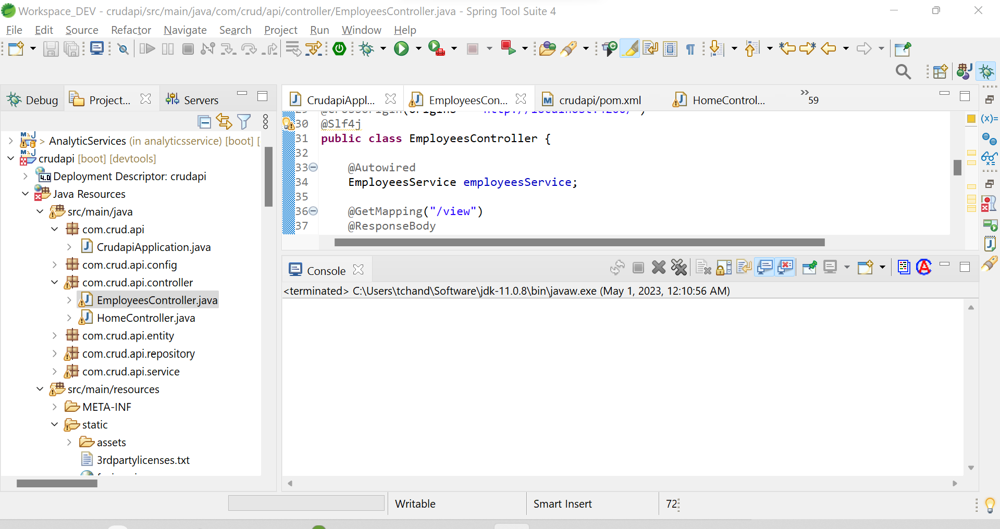 Workspace_DEV - crudapi/src/main/java/com/crud/api/controller/EmployeesController.java - Spring Tool Suite 4
File Edit Source Refactor Navigate Search Project Run Window Help
Debug Project... Servers
> AnalyticServices (in analyticsservice) [boot] [
crudapi [boot] [devtools]
Deployment Descriptor: crudapi
Java Resources
src/main/java
com.crud.api
CrudapiApplication.java
com.crud.api.config
com.crud.api.controller
EmployeesController.java
HomeController.java
com.crud.api.entity
com.crud.api.repository
com.crud.api.service
src/main/resources
META-INF
static
assets
3rdpartylicenses.txt
CrudapiAppl... EmployeesCon... crudapi/pom.xml HomeControl... 59
30 @Slf4j
31 public class EmployeesController {
32
33 @Autowired
34 EmployeesService employeesService;
35
36 @GetMapping("/view")
37 @ResponseBody
Console
<terminated> C:\Users\tchand\Software\jdk-11.0.8\bin\javaw.exe (May 1, 2023, 12:10:56 AM)
Writable Smart Insert 72